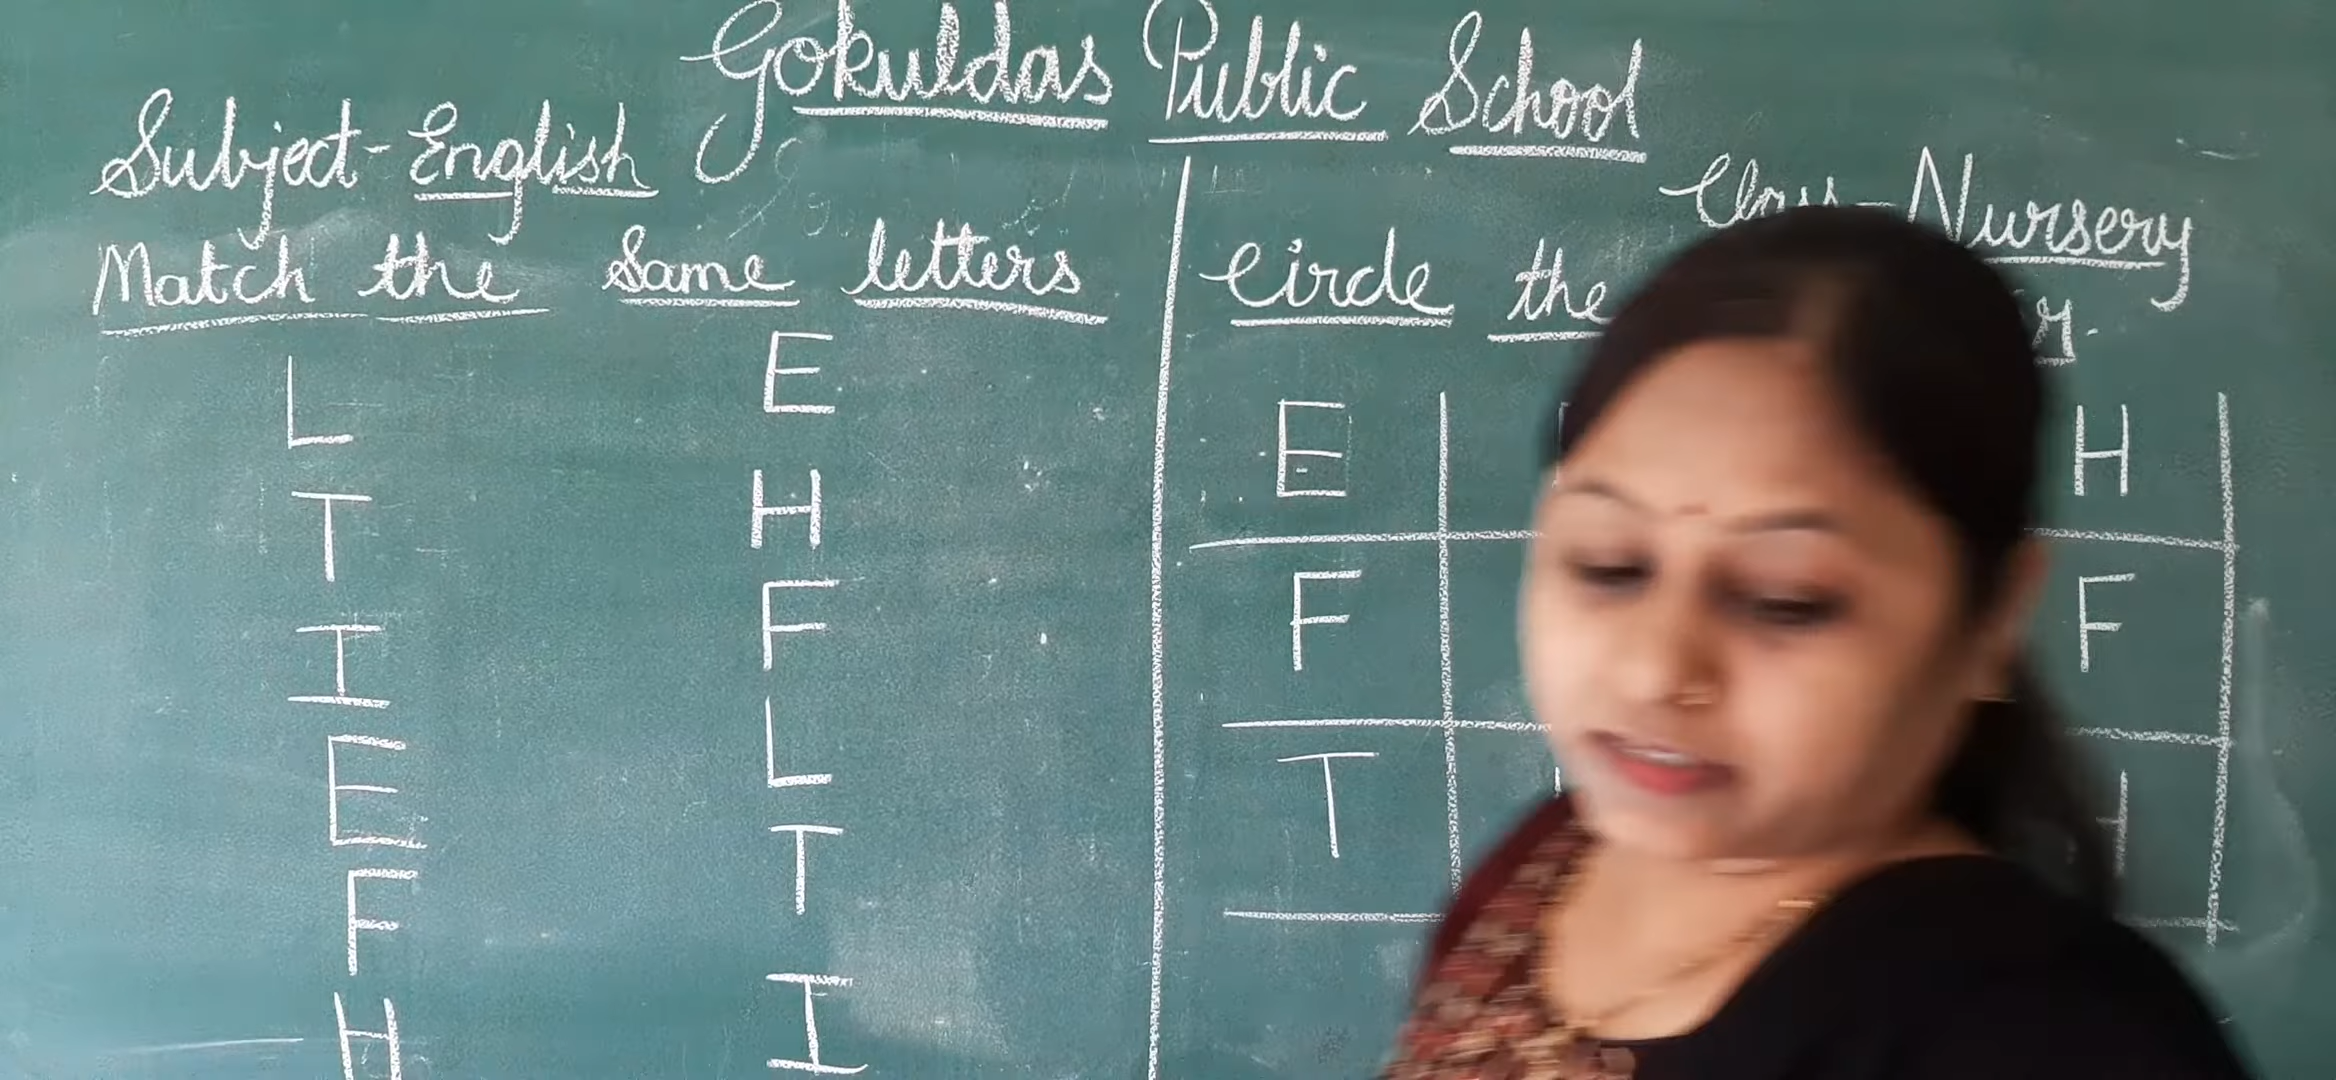 Gokuldas Public School
Subject-English
Class-Nursery
Match the same letters
L E
T H
I F
E L
F T
H I
Circle the
E H
F F
T